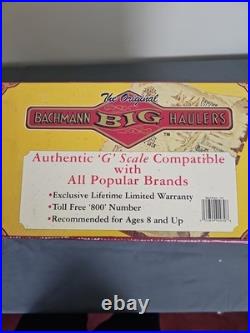 The Original
BACHMANN BIG HAULERS
TM
Authentic 'G' Scale Compatible
with
All Popular Brands
• Exclusive Lifetime Limited Warranty
• Toll Free '800' Number
• Recommended for Ages 8 and Up